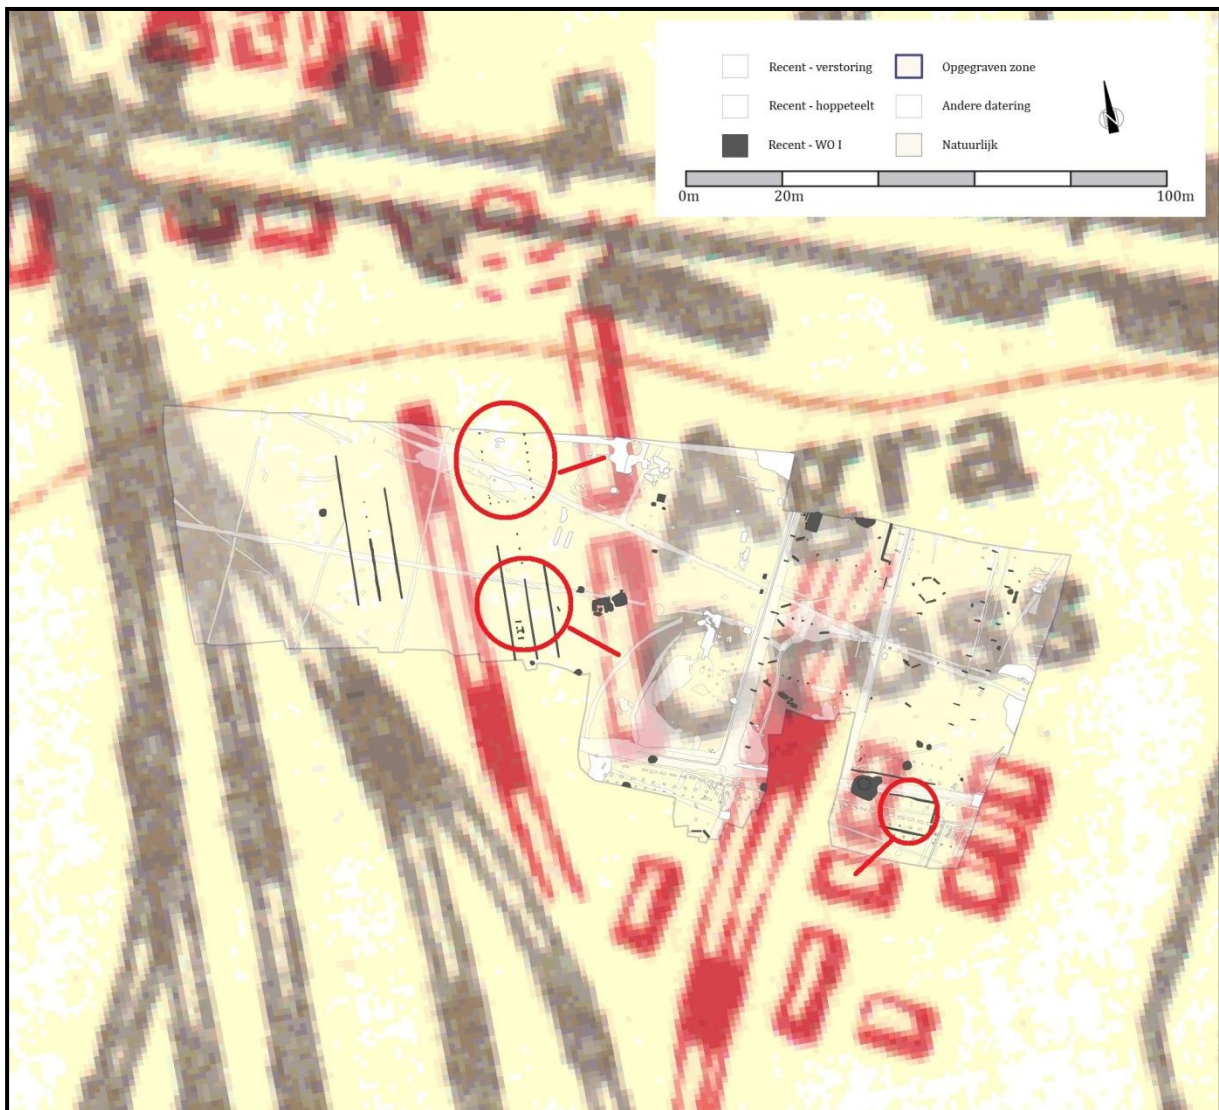 Recent - verstoring
Opgegraven zone
Recent - hoppeteelt
Andere datering
Recent - WO I
Natuurlijk
N
0m
20m
100m
Agra